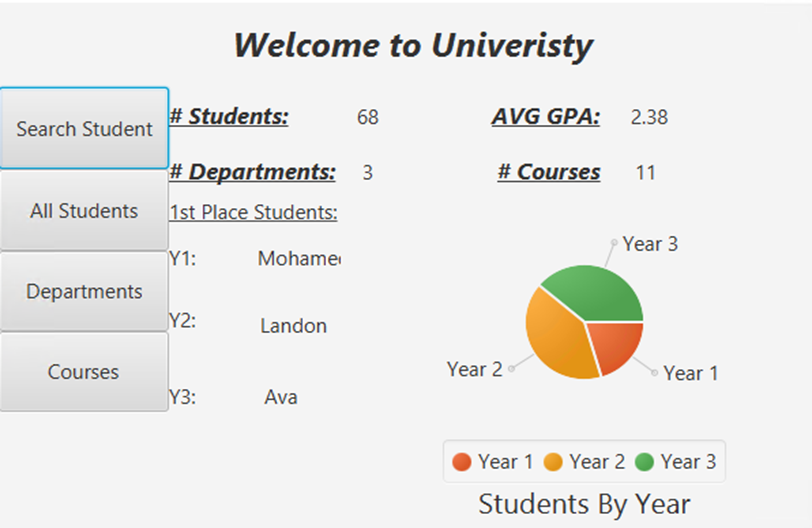 Welcome to Univeristy
Search Student
All Students
Departments
Courses
# Students: 68 AVG GPA: 2.38
# Departments: 3 # Courses 11
1st Place Students:
Y1:
Y2: Landon
Y3: Ava
Year 3
Year 2
Year 1
Year 1 Year 2 Year 3
Students By Year